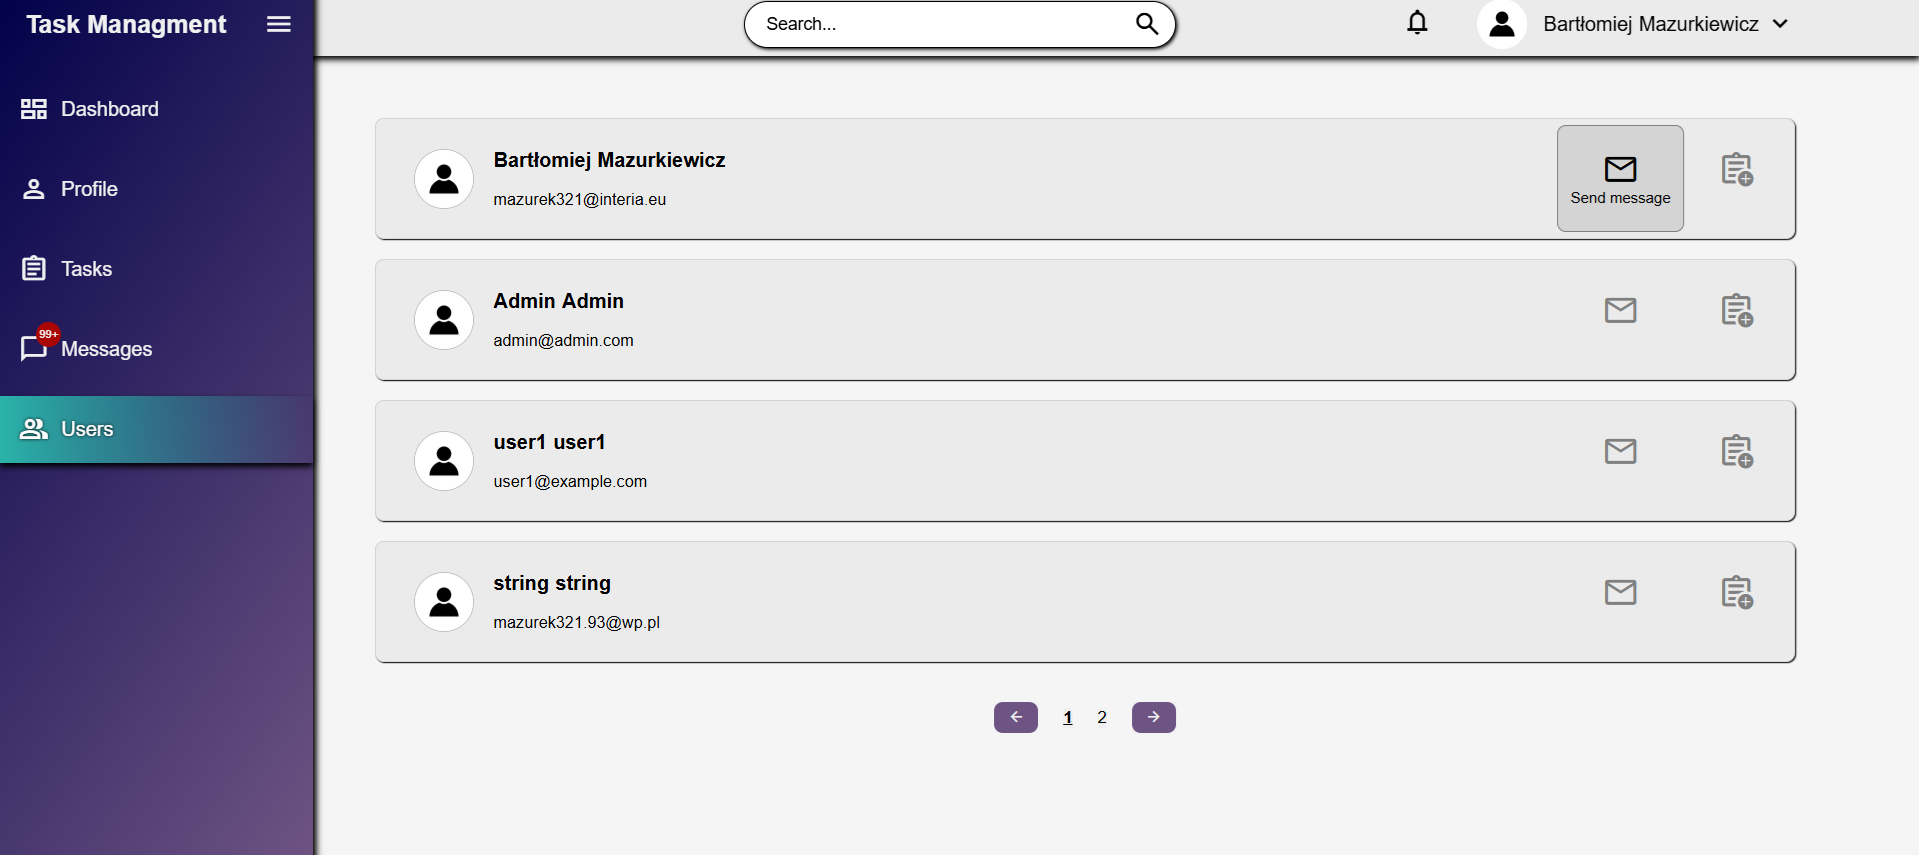 Task Managment
Search...
Bartłomiej Mazurkiewicz
Dashboard
Profile
Tasks
99+
Messages
Users
Bartłomiej Mazurkiewicz
mazurek321@interia.eu
Send message
Admin Admin
admin@admin.com
user1 user1
user1@example.com
string string
mazurek321.93@wp.pl
1 2